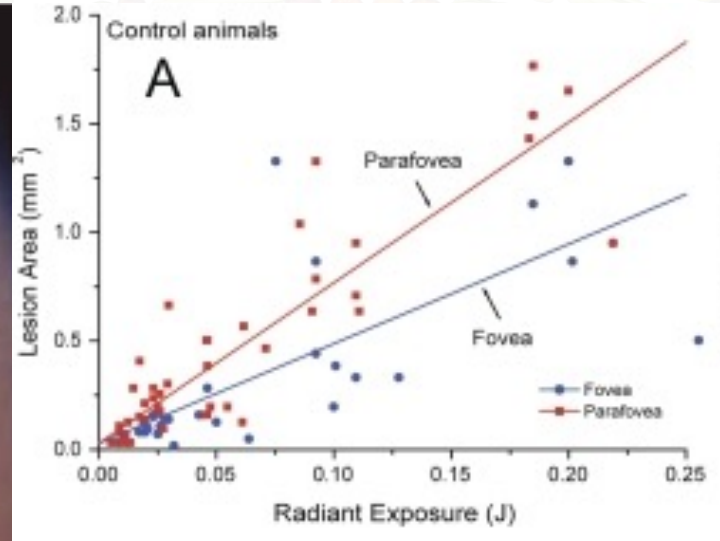 Control animals
A
2.0
1.5
1.0
0.5
0.0
Lesion Area (mm²)
Parafovea
Fovea
Fovea
Parafovea
0.00 0.05 0.10 0.15 0.20 0.25
Radiant Exposure (J)